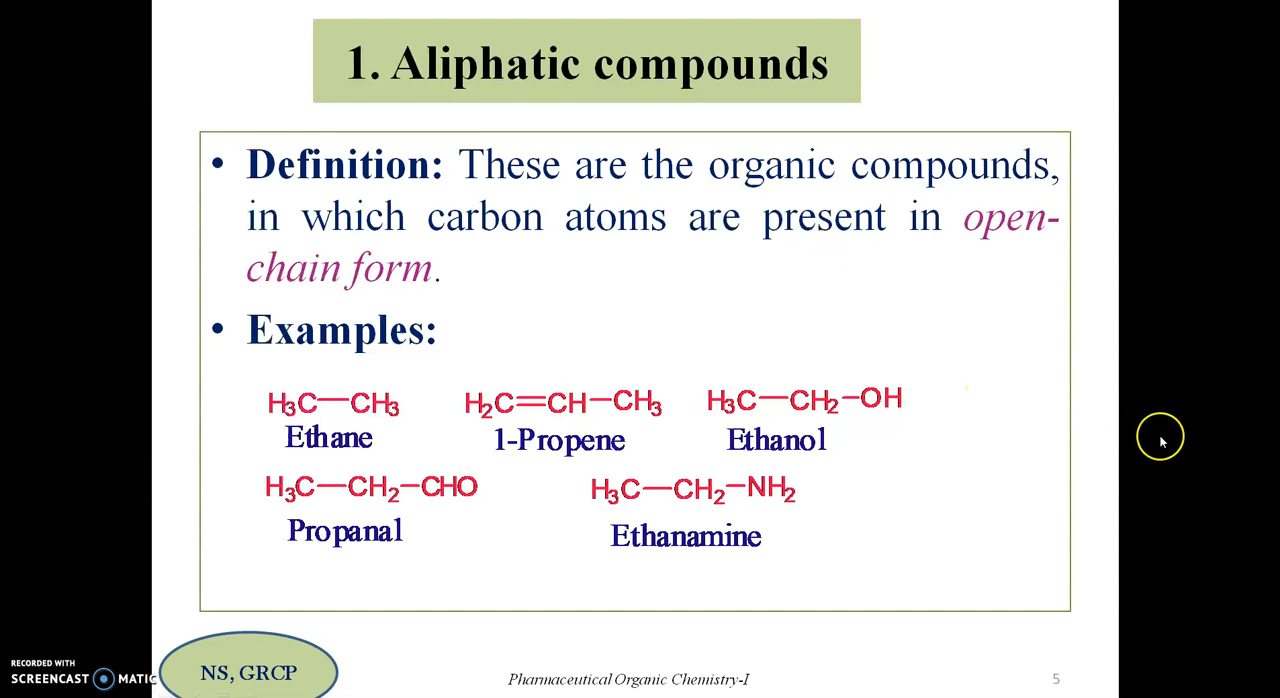 1. Aliphatic compounds
• Definition: These are the organic compounds,
in which carbon atoms are present in open-
chain form.
• Examples:
H₃C—CH₃ H₂C=CH—CH₃ H₃C—CH₂—OH
Ethane 1-Propene Ethanol
H₃C—CH₂—CHO H₃C—CH₂—NH₂
Propanal Ethanamine
RECORDED WITH
SCREENCAST MATIC
NS, GRCP
Pharmaceutical Organic Chemistry-I
5